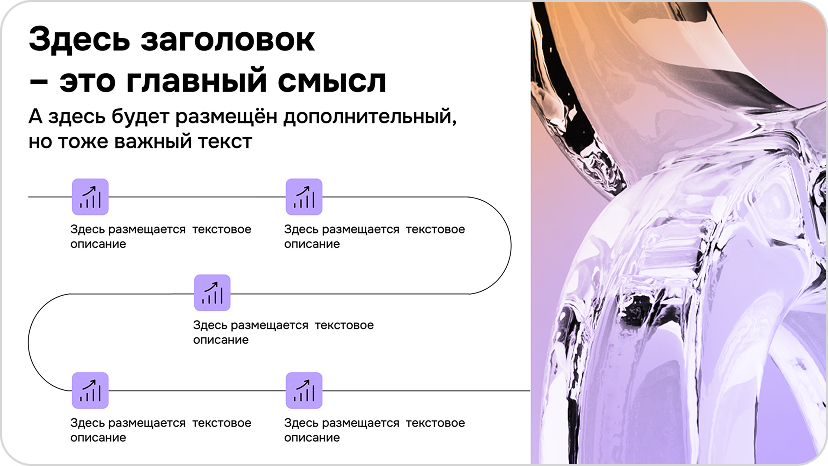 Здесь заголовок
– это главный смысл
А здесь будет размещён дополнительный,
но тоже важный текст
Здесь размещается текстовое
описание
Здесь размещается текстовое
описание
Здесь размещается текстовое
описание
Здесь размещается текстовое
описание
Здесь размещается текстовое
описание